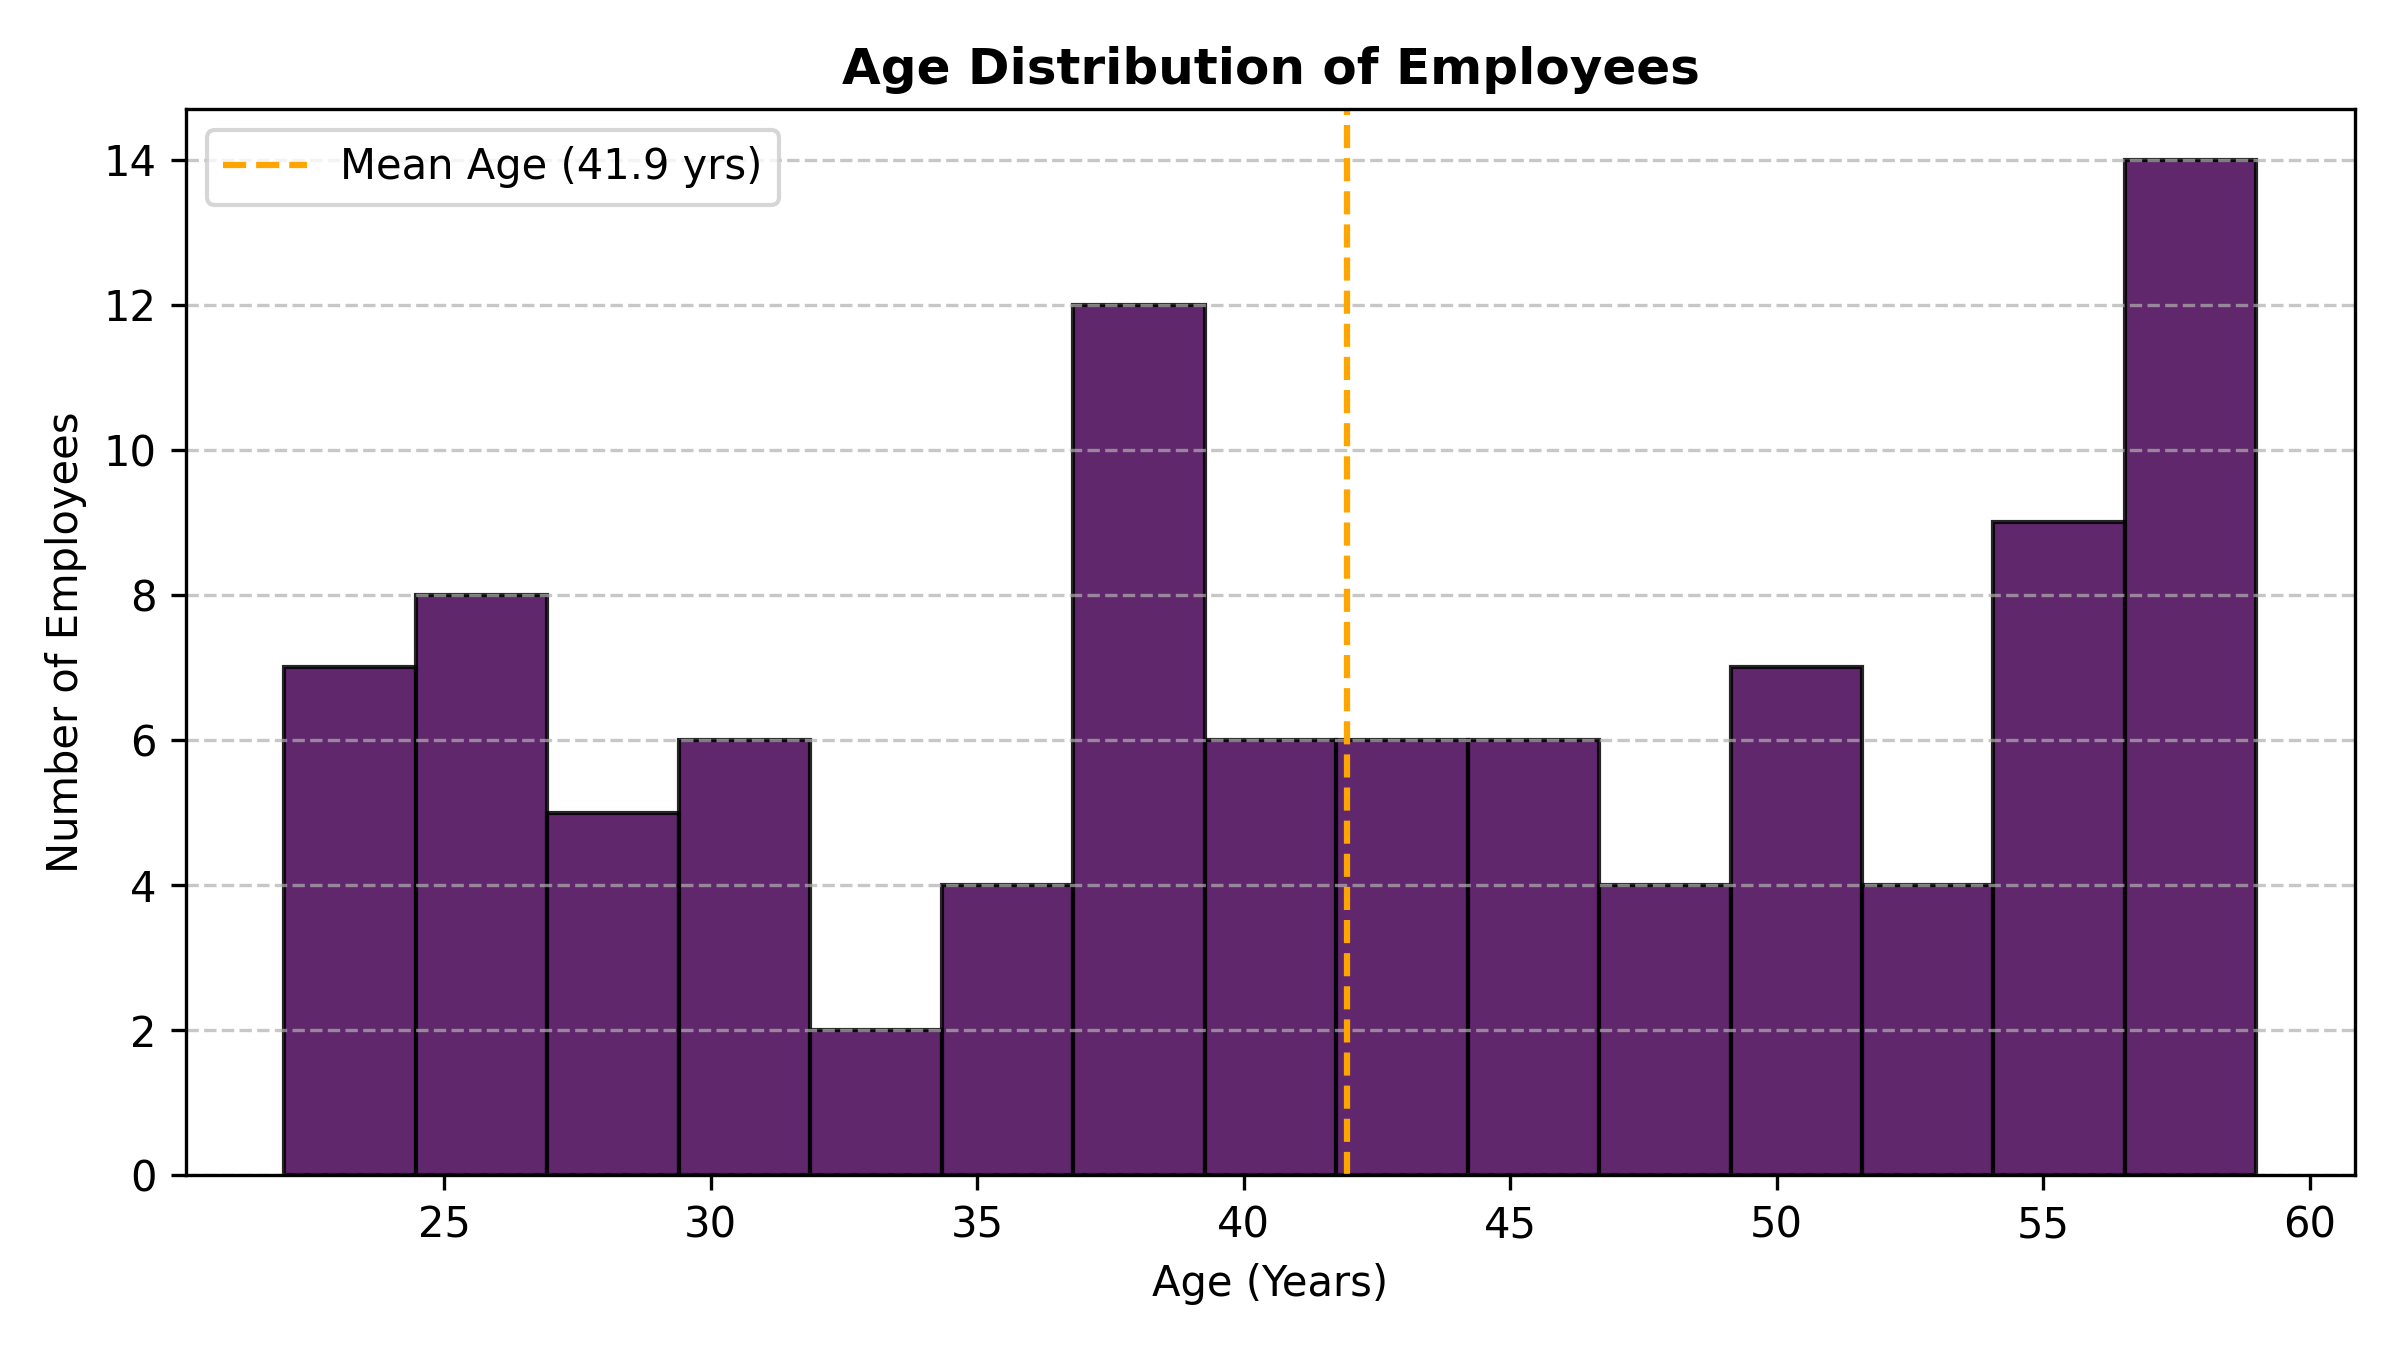 Age Distribution of Employees
Mean Age (41.9 yrs)
Number of Employees
14
12
10
8
6
4
2
0
25 30 35 40 45 50 55 60
Age (Years)